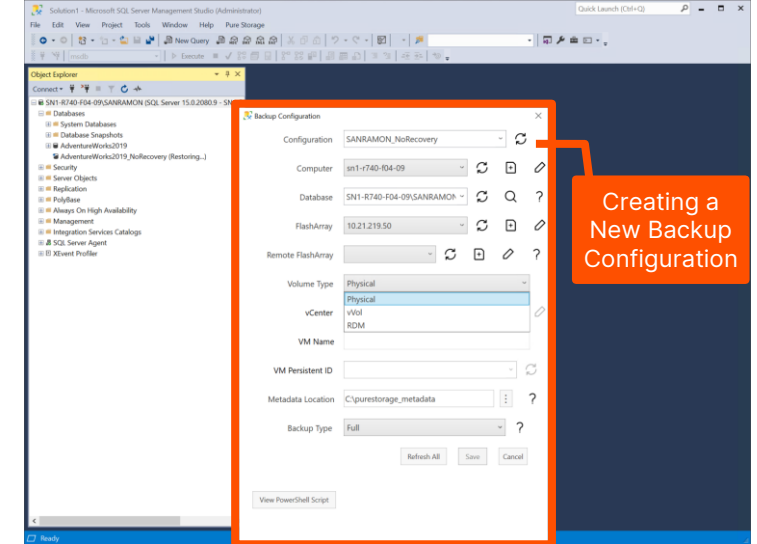 Solution1 - Microsoft SQL Server Management Studio (Administrator)
Quick Launch (Ctrl+Q)
File Edit View Project Tools Window Help Pure Storage
New Query
msdb
Execute
Object Explorer
Connect
SN1-R740-F04-09\SANRAMON (SQL Server 15.0.2080.9 - SN
Databases
System Databases
Database Snapshots
AdventureWorks2019
AdventureWorks2019_NoRecovery (Restoring...)
Security
Server Objects
Replication
PolyBase
Always On High Availability
Management
Integration Services Catalogs
SQL Server Agent
XEvent Profiler
Backup Configuration
Configuration SANRAMON_NoRecovery
Computer sn1-r740-f04-09
Database SN1-R740-F04-09\SANRAMON
FlashArray 10.21.219.50
Remote FlashArray
Volume Type Physical
Physical
vCenter vVol
RDM
VM Name
VM Persistent ID
Metadata Location C:\purestorage_metadata
Backup Type Full
Refresh All Save Cancel
View PowerShell Script
Creating a
New Backup
Configuration
Ready